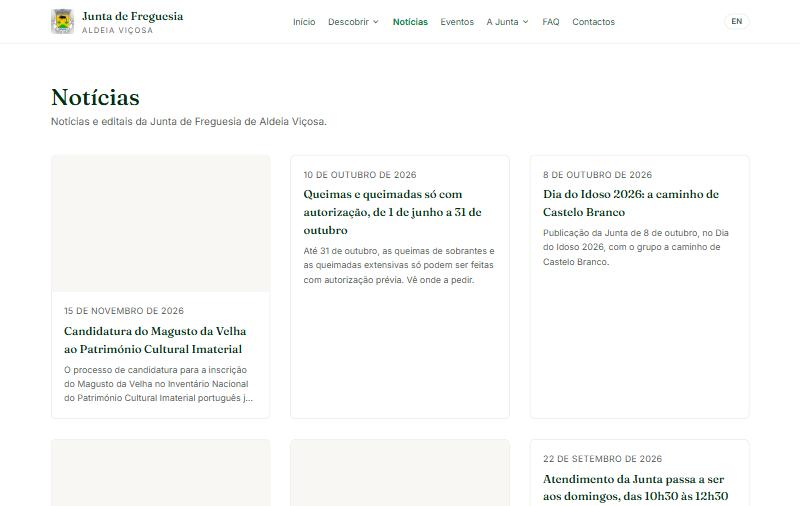 Junta de Freguesia
ALDEIA VIÇOSA
Início
Descobrir
Notícias
Eventos
A Junta
FAQ
Contactos
EN
Notícias
Notícias e editais da Junta de Freguesia de Aldeia Viçosa.
15 DE NOVEMBRO DE 2026
Candidatura do Magusto da Velha
ao Património Cultural Imaterial
O processo de candidatura para a inscrição
do Magusto da Velha no Inventário Nacional
do Património Cultural Imaterial português j...
10 DE OUTUBRO DE 2026
Queimas e queimadas só com
autorização, de 1 de junho a 31 de
outubro
Até 31 de outubro, as queimas de sobrantes e
as queimadas extensivas só podem ser feitas
com autorização prévia. Vê onde a pedir.
8 DE OUTUBRO DE 2026
Dia do Idoso 2026: a caminho de
Castelo Branco
Publicação da Junta de 8 de outubro, no Dia
do Idoso 2026, com o grupo a caminho de
Castelo Branco.
22 DE SETEMBRO DE 2026
Atendimento da Junta passa a ser
aos domingos, das 10h30 às 12h30